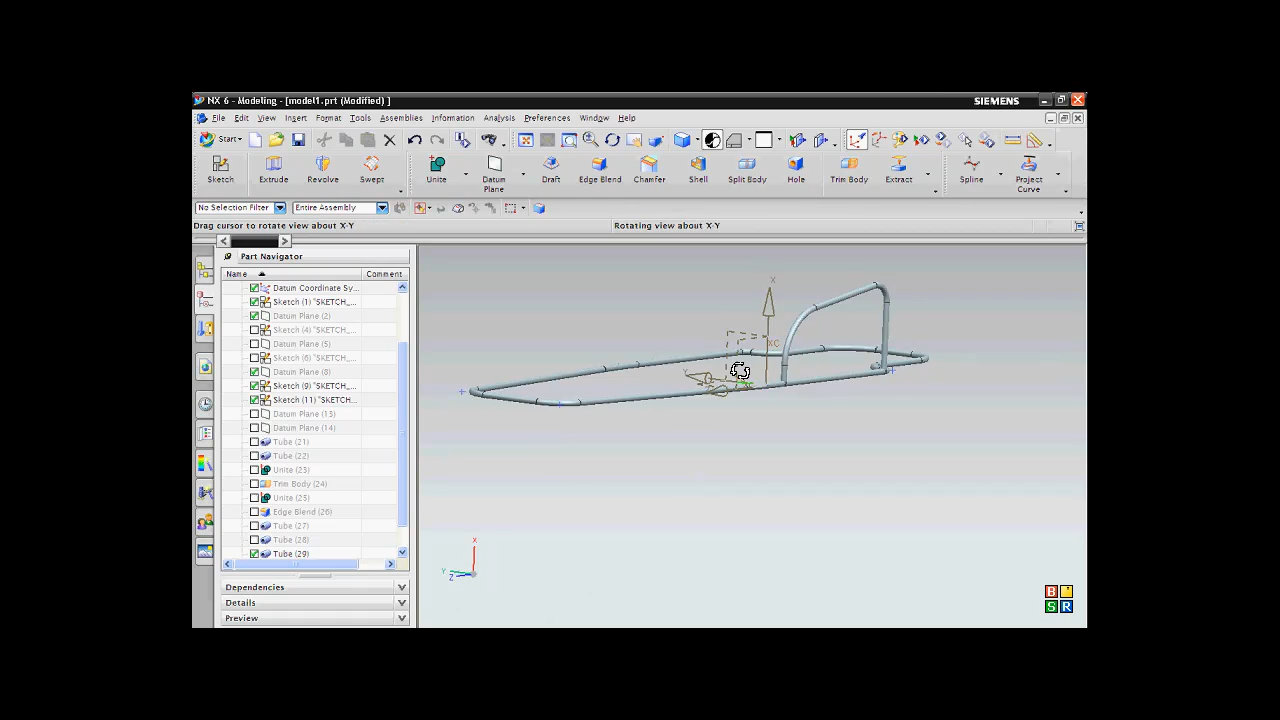 NX 6 - Modeling - [model1.prt (Modified) ]
SIEMENS
File Edit View Insert Format Tools Assemblies Information Analysis Preferences Window Help
Start
Sketch Extrude Revolve Swept Unite Datum Plane Draft Edge Blend Chamfer Shell Split Body Hole Trim Body Extract Spline Project Curve
No Selection Filter Entire Assembly
Drag cursor to rotate view about X-Y
Rotating view about X-Y
Part Navigator
Name Comment
Datum Coordinate Sy...
Sketch (1) "SKETCH_...
Datum Plane (2)
Sketch (4) "SKETCH_...
Datum Plane (5)
Sketch (6) "SKETCH_...
Datum Plane (8)
Sketch (9) "SKETCH_...
Sketch (11) "SKETCH...
Datum Plane (13)
Datum Plane (14)
Tube (21)
Tube (22)
Unite (23)
Trim Body (24)
Unite (25)
Edge Blend (26)
Tube (27)
Tube (28)
Tube (29)
Dependencies
Details
Preview
X
XC
X
Y
Z
B
S R